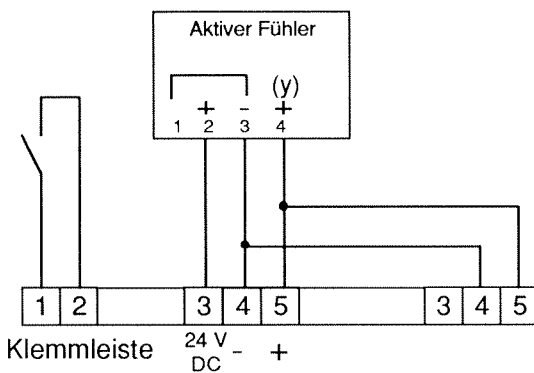 Aktiver Fühler
(y)
+ - +
1 2 3 4
1 2 3 4 5 3 4 5
Klemmleiste 24 V DC - +